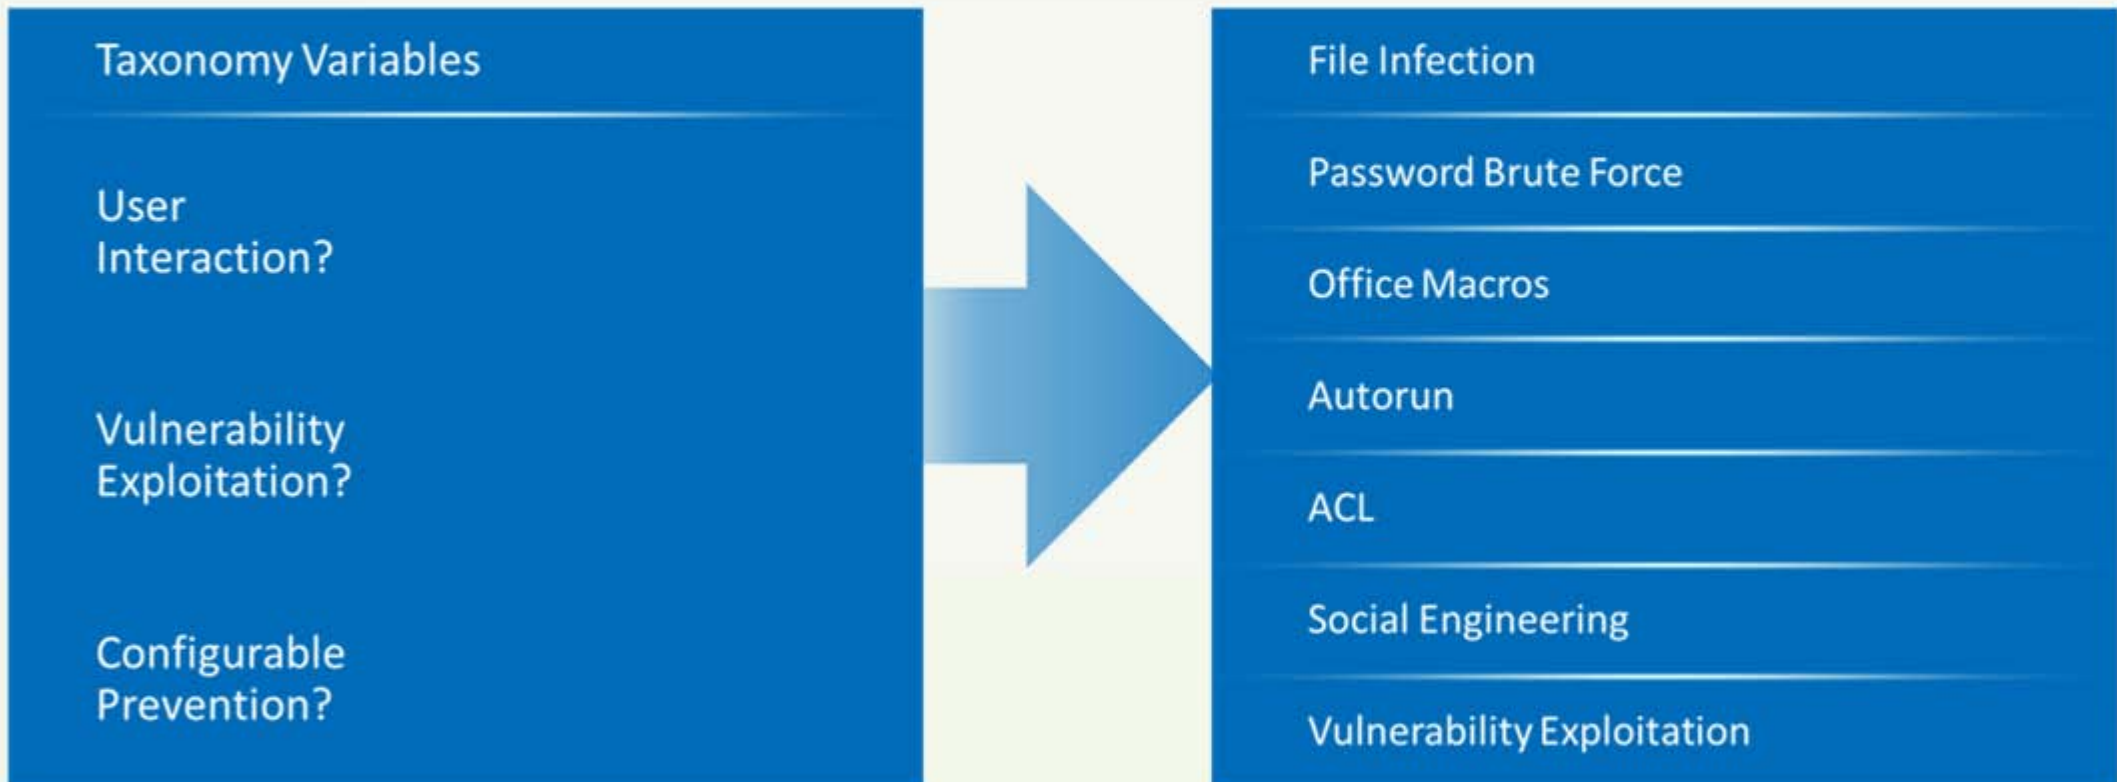 Taxonomy Variables
User
Interaction?
Vulnerability
Exploitation?
Configurable
Prevention?
File Infection
Password Brute Force
Office Macros
Autorun
ACL
Social Engineering
Vulnerability Exploitation